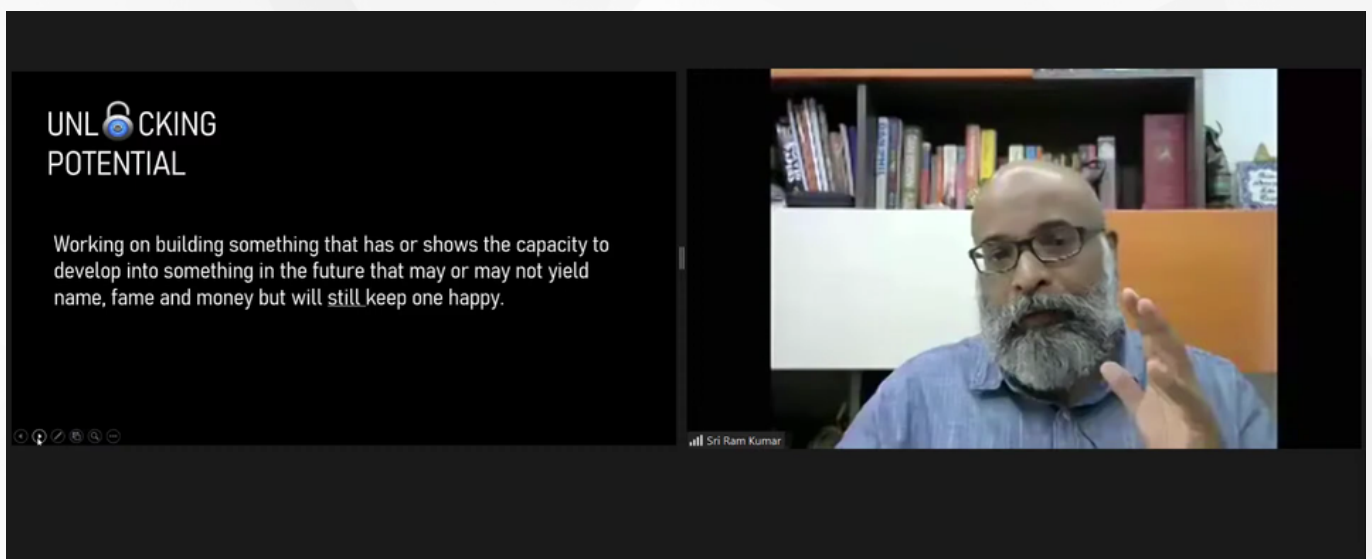 UNLOCKING
POTENTIAL
Working on building something that has or shows the capacity to
develop into something in the future that may or may not yield
name, fame and money but will still keep one happy.
Sri Ram Kumar